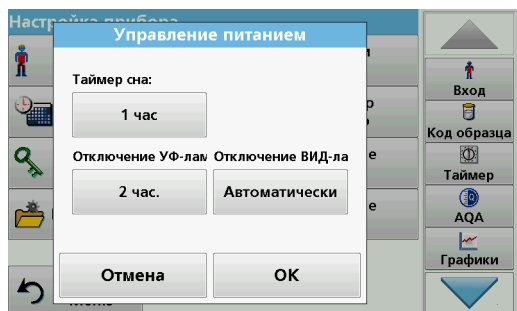 Настройка прибора
Управление питанием
Таймер сна:
1 час
Отключение УФ-лам Отключение ВИД-ла
2 час.
Автоматически
Отмена
OK
Вход
Код образца
Таймер
AQA
Графики